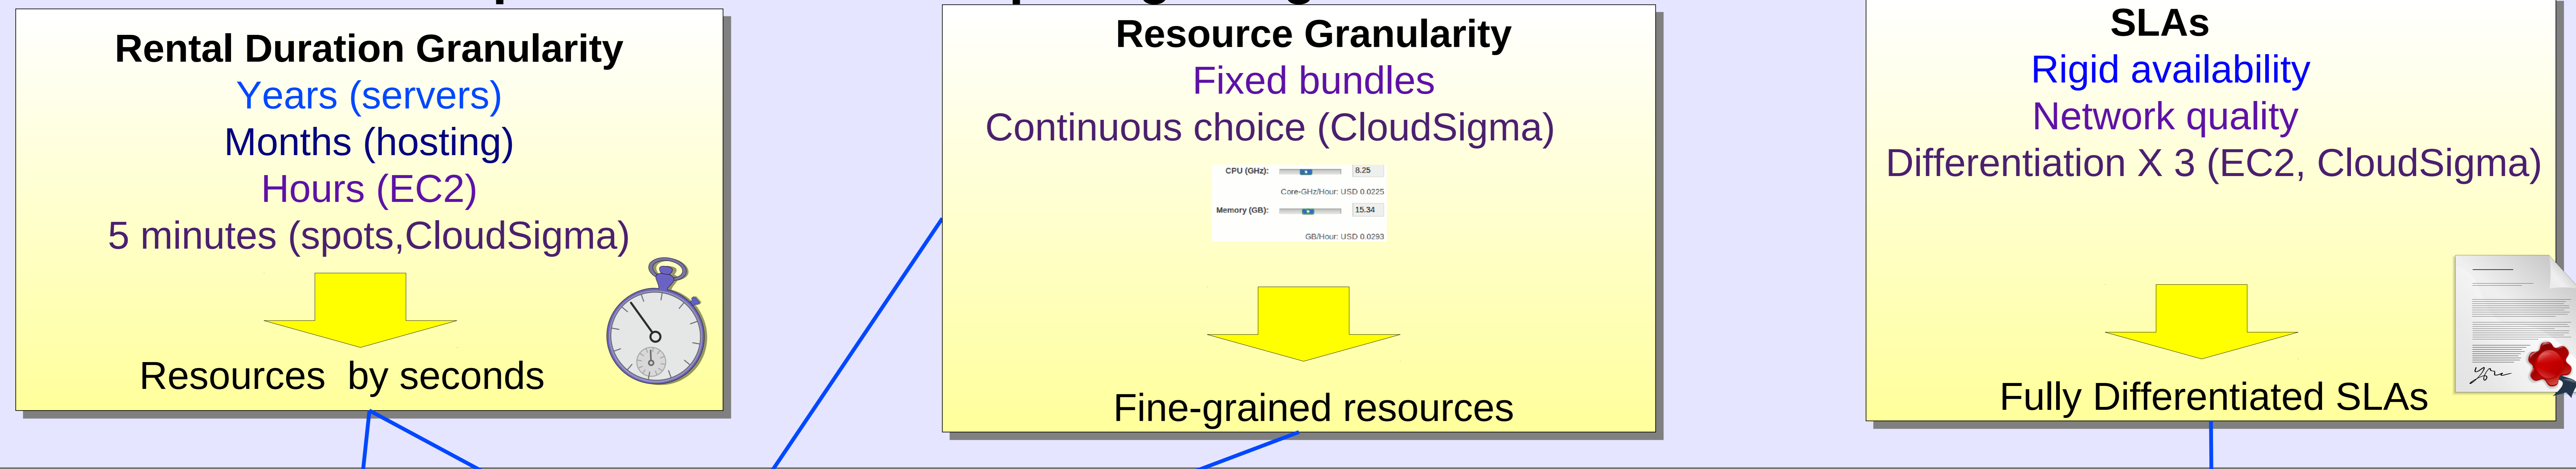 Rental Duration Granularity
Years (servers)
Months (hosting)
Hours (EC2)
5 minutes (spots,CloudSigma)
Resources by seconds
Resource Granularity
Fixed bundles
Continuous choice (CloudSigma)
CPU (GHz): 8.25
Core-GHz/Hour: USD 0.0225
Memory (GB): 15.34
GB/Hour: USD 0.0293
Fine-grained resources
SLAs
Rigid availability
Network quality
Differentiation X 3 (EC2, CloudSigma)
Fully Differentiated SLAs